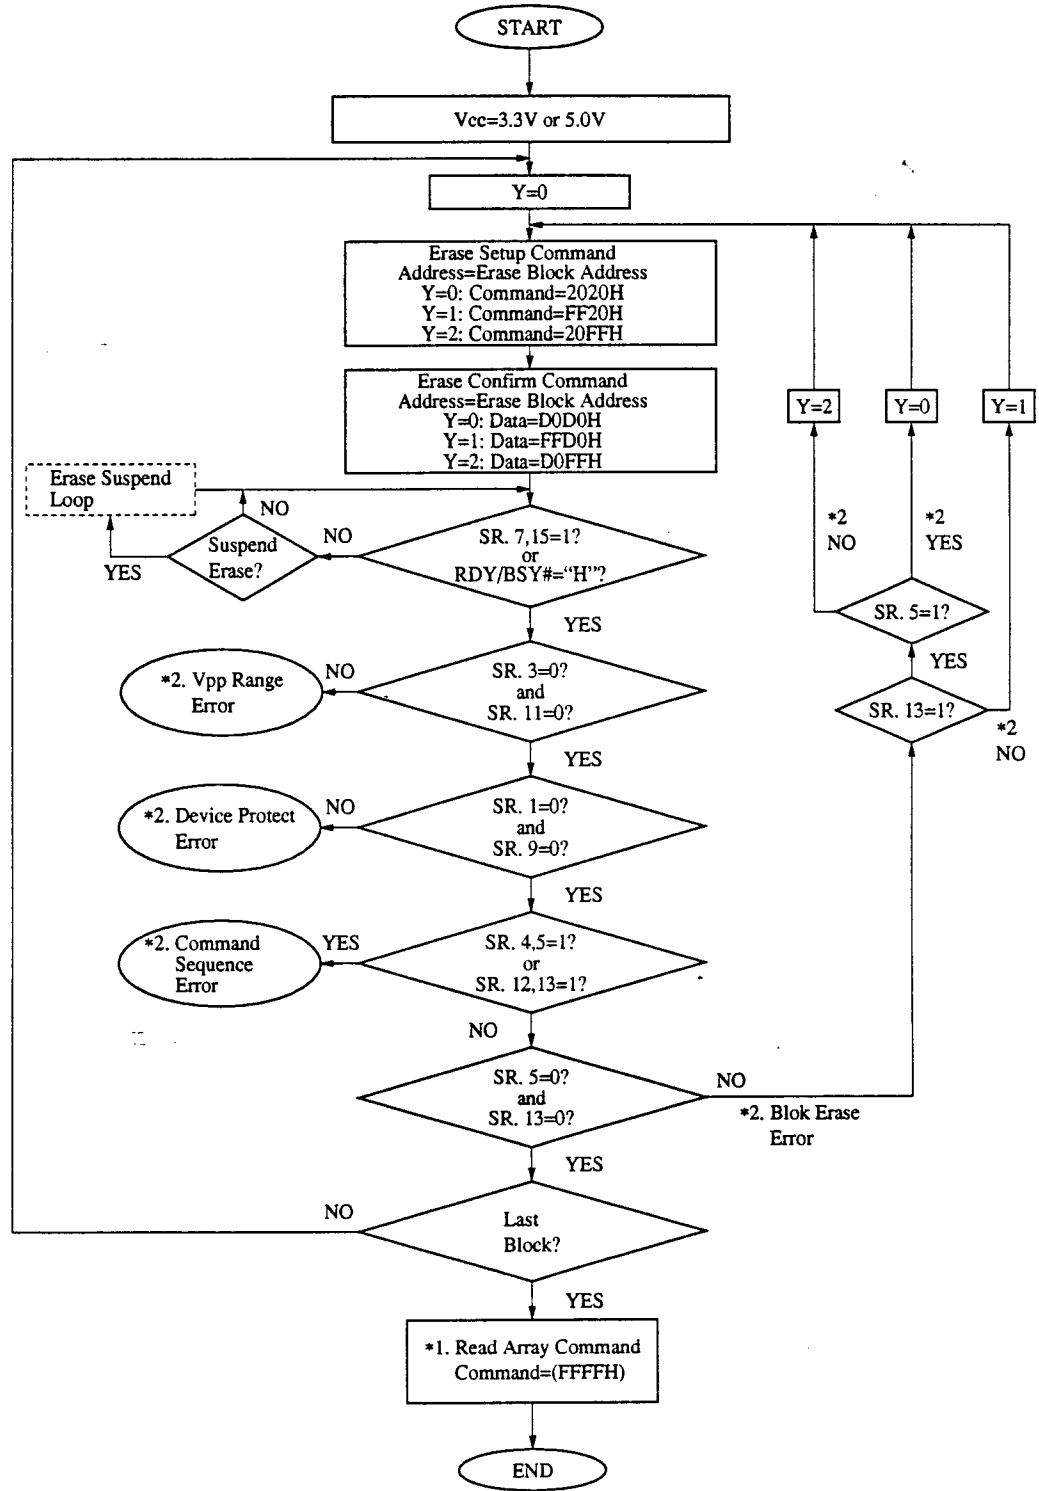 START
Vcc=3.3V or 5.0V
Y=0
Erase Setup Command
Address=Erase Block Address
Y=0: Command=2020H
Y=1: Command=FF20H
Y=2: Command=20FFH
Erase Confirm Command
Address=Erase Block Address
Y=0: Data=D0D0H
Y=1: Data=FFD0H
Y=2: Data=D0FFH
Y=2
Y=0
Y=1
Erase Suspend
Loop
NO
YES
Suspend
Erase?
NO
SR. 7,15=1?
or
RDY/BSY#="H"?
YES
*2
NO
*2
YES
SR. 5=1?
YES
SR. 13=1?
*2
NO
*2. Vpp Range
Error
NO
SR. 3=0?
and
SR. 11=0?
YES
*2. Device Protect
Error
NO
SR. 1=0?
and
SR. 9=0?
YES
*2. Command
Sequence
Error
YES
SR. 4,5=1?
or
SR. 12,13=1?
NO
SR. 5=0?
and
SR. 13=0?
NO
*2. Blok Erase
Error
YES
NO
Last
Block?
YES
*1. Read Array Command
Command=(FFFFH)
END